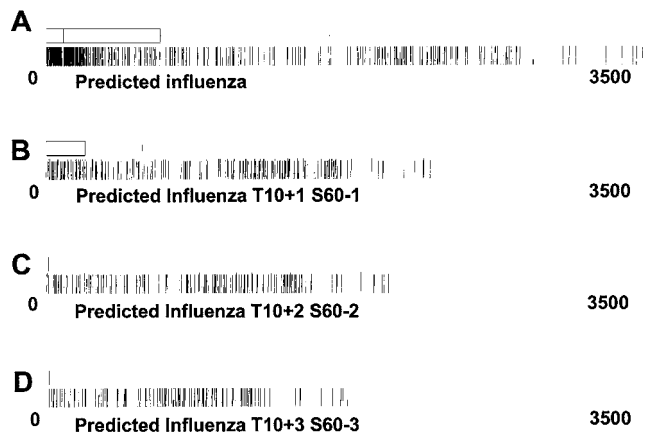 A
0 Predicted influenza 3500
B
0 Predicted Influenza T10+1 S60-1 3500
C
0 Predicted Influenza T10+2 S60-2 3500
D
0 Predicted Influenza T10+3 S60-3 3500